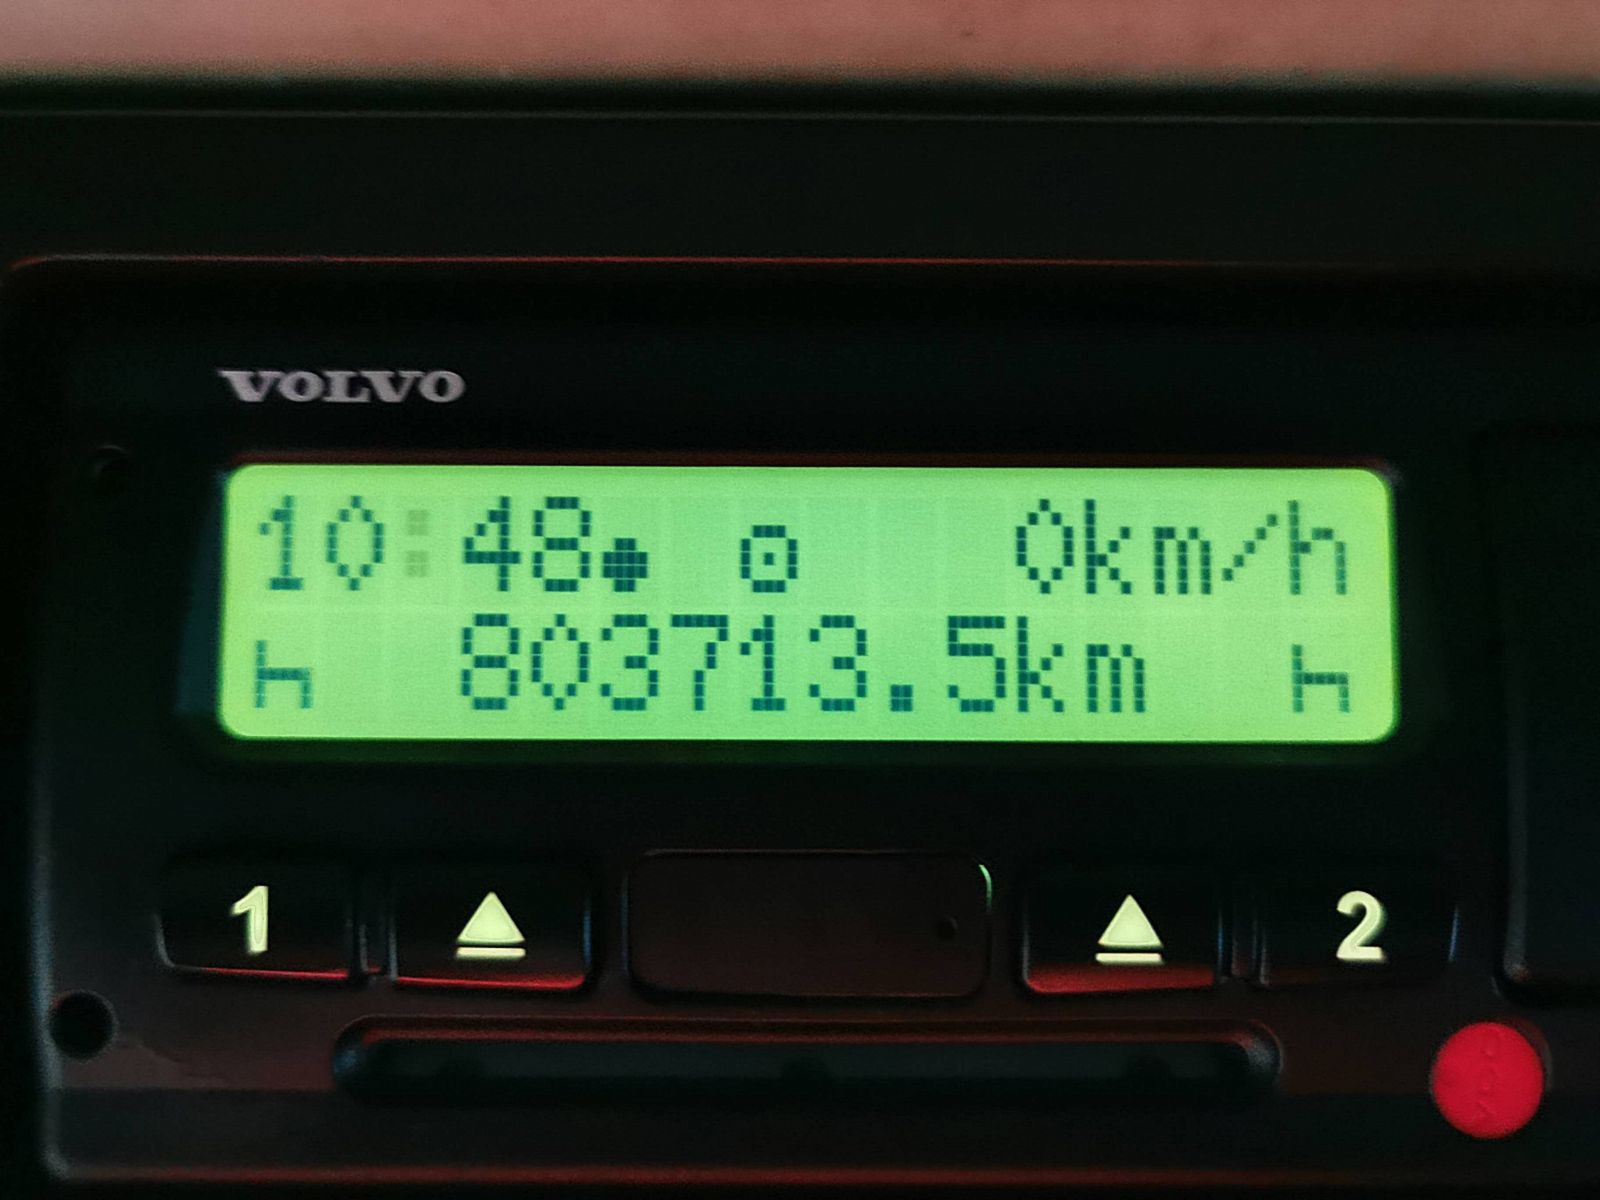 VOLVO
10:48● ⊙ 0km/h
h 803713.5km h
1 ⏏ ⏏ 2